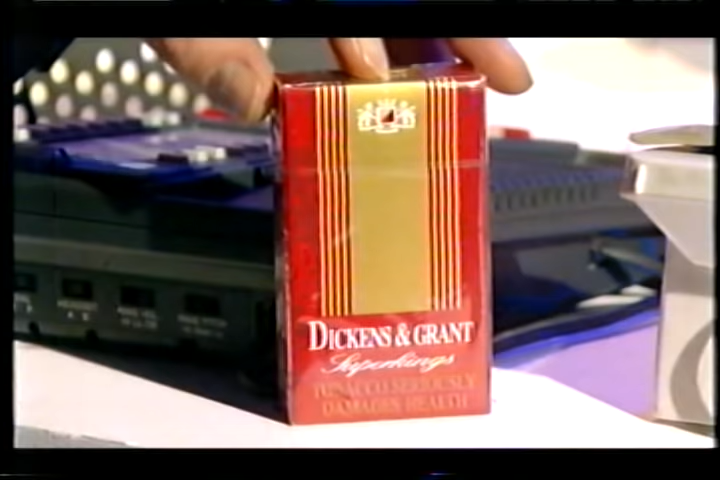 DICKENS & GRANT
Superkings
TOBACCO SERIOUSLY
DAMAGES HEALTH